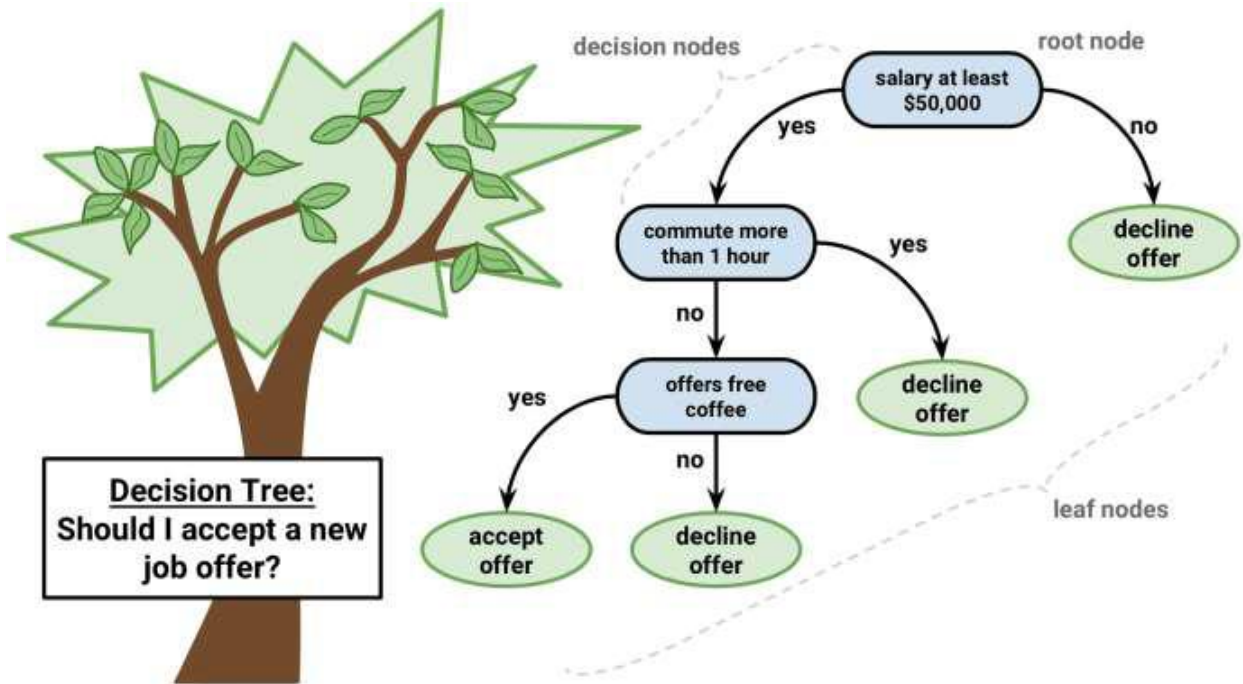 decision nodes
root node
salary at least
$50,000
yes
no
commute more
than 1 hour
yes
decline
offer
no
offers free
coffee
decline
offer
yes
no
leaf nodes
accept
offer
decline
offer
Decision Tree:
Should I accept a new
job offer?